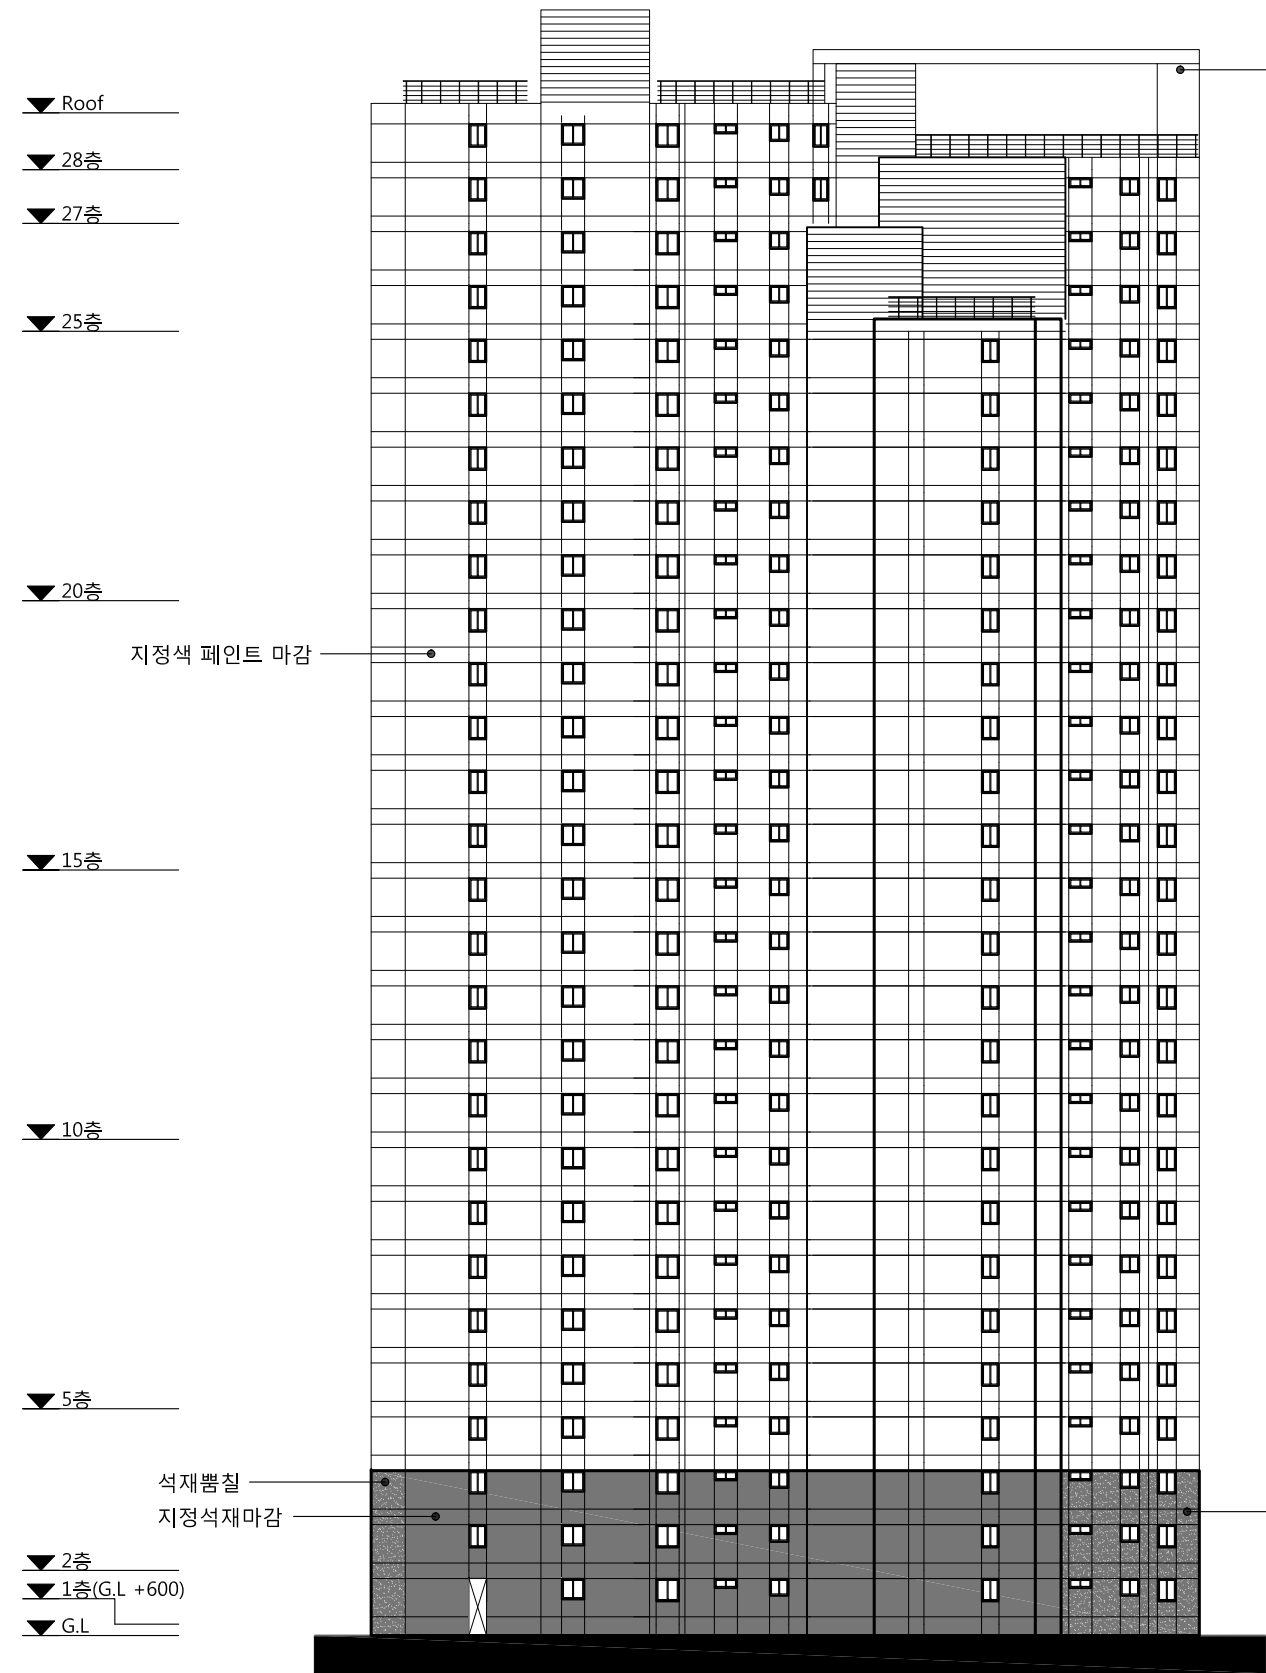 Roof
28층
27층
25층
20층
지정색 페인트 마감
15층
10층
5층
석재뿜칠
지정석재마감
2층
1층(G.L +600)
G.L